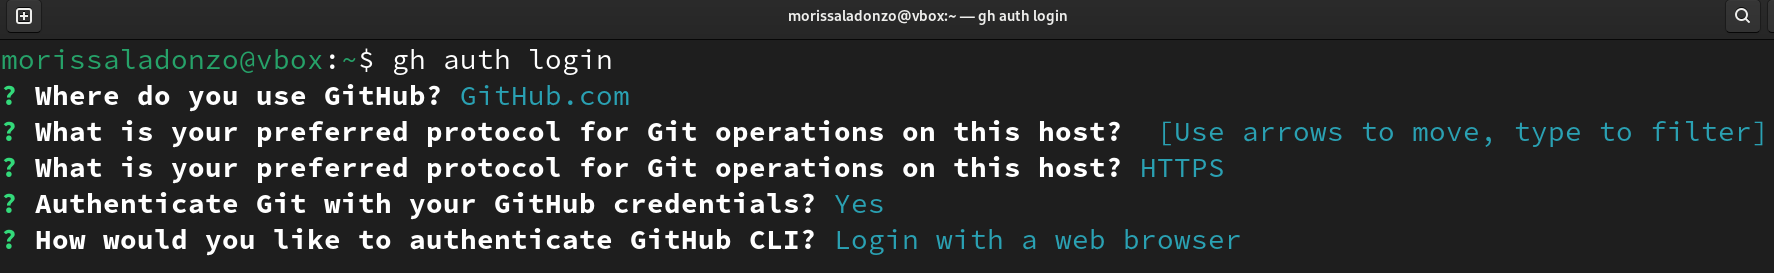 morissaladonzo@vbox:~ — gh auth login
morissaladonzo@vbox:~$ gh auth login
? Where do you use GitHub? GitHub.com
? What is your preferred protocol for Git operations on this host?  [Use arrows to move, type to filter]
? What is your preferred protocol for Git operations on this host? HTTPS
? Authenticate Git with your GitHub credentials? Yes
? How would you like to authenticate GitHub CLI? Login with a web browser